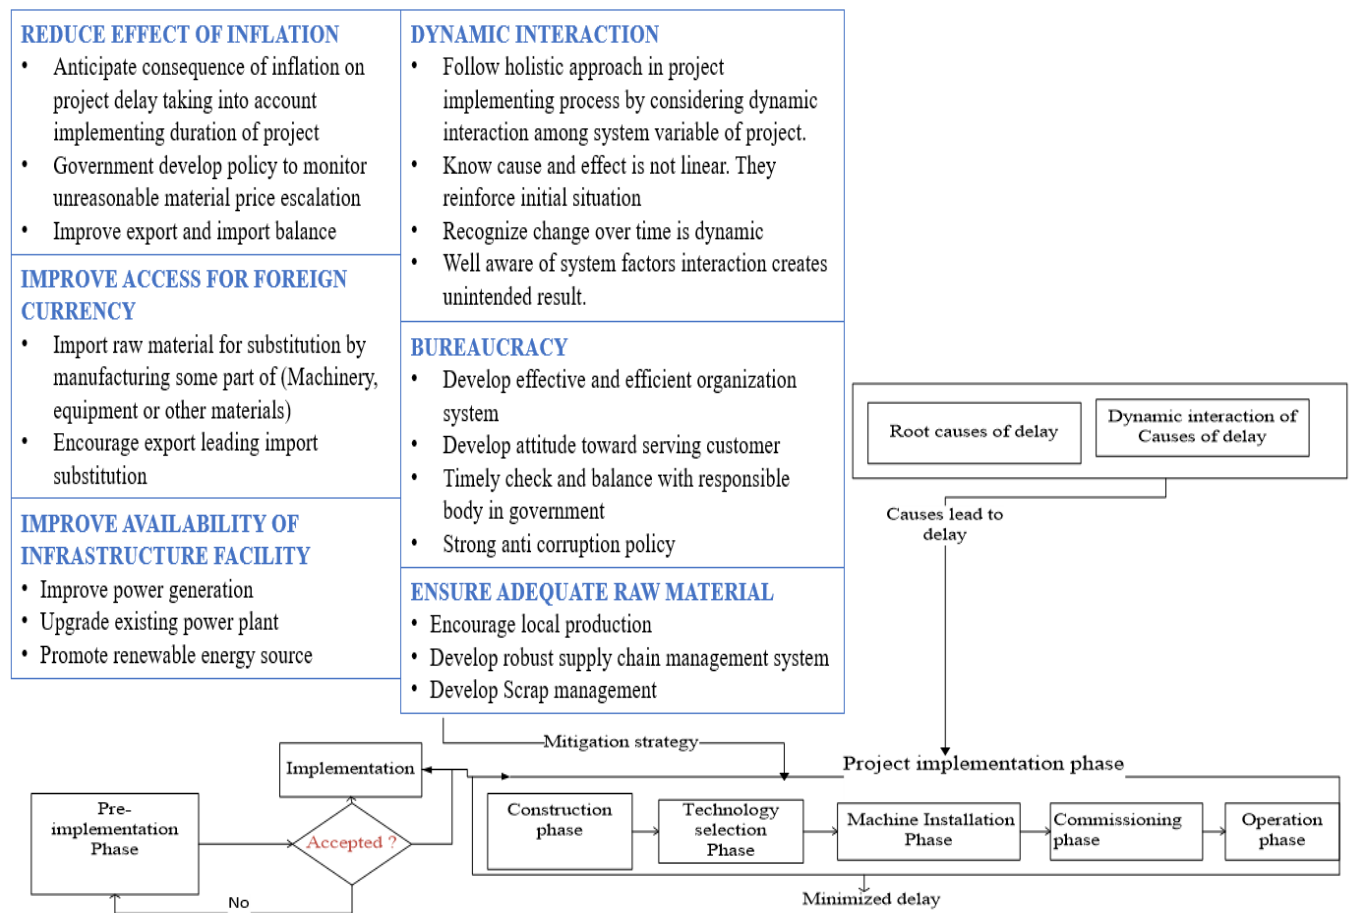 REDUCE EFFECT OF INFLATION
• Anticipate consequence of inflation on
project delay taking into account
implementing duration of project
• Government develop policy to monitor
unreasonable material price escalation
• Improve export and import balance
IMPROVE ACCESS FOR FOREIGN
CURRENCY
• Import raw material for substitution by
manufacturing some part of (Machinery,
equipment or other materials)
• Encourage export leading import
substitution
IMPROVE AVAILABILITY OF
INFRASTRUCTURE FACILITY
• Improve power generation
• Upgrade existing power plant
• Promote renewable energy source
DYNAMIC INTERACTION
• Follow holistic approach in project
implementing process by considering dynamic
interaction among system variable of project.
• Know cause and effect is not linear. They
reinforce initial situation
• Recognize change over time is dynamic
• Well aware of system factors interaction creates
unintended result.
BUREAUCRACY
• Develop effective and efficient organization
system
• Develop attitude toward serving customer
• Timely check and balance with responsible
body in government
• Strong anti corruption policy
ENSURE ADEQUATE RAW MATERIAL
• Encourage local production
• Develop robust supply chain management system
• Develop Scrap management
Root causes of delay
Dynamic interaction of
Causes of delay
Causes lead to
delay
Mitigation strategy
Project implementation phase
Implementation
Pre-
implementation
Phase
Accepted ?
No
Construction
phase
Technology
selection
Phase
Machine Installation
Phase
Commissioning
phase
Operation
phase
Minimized delay